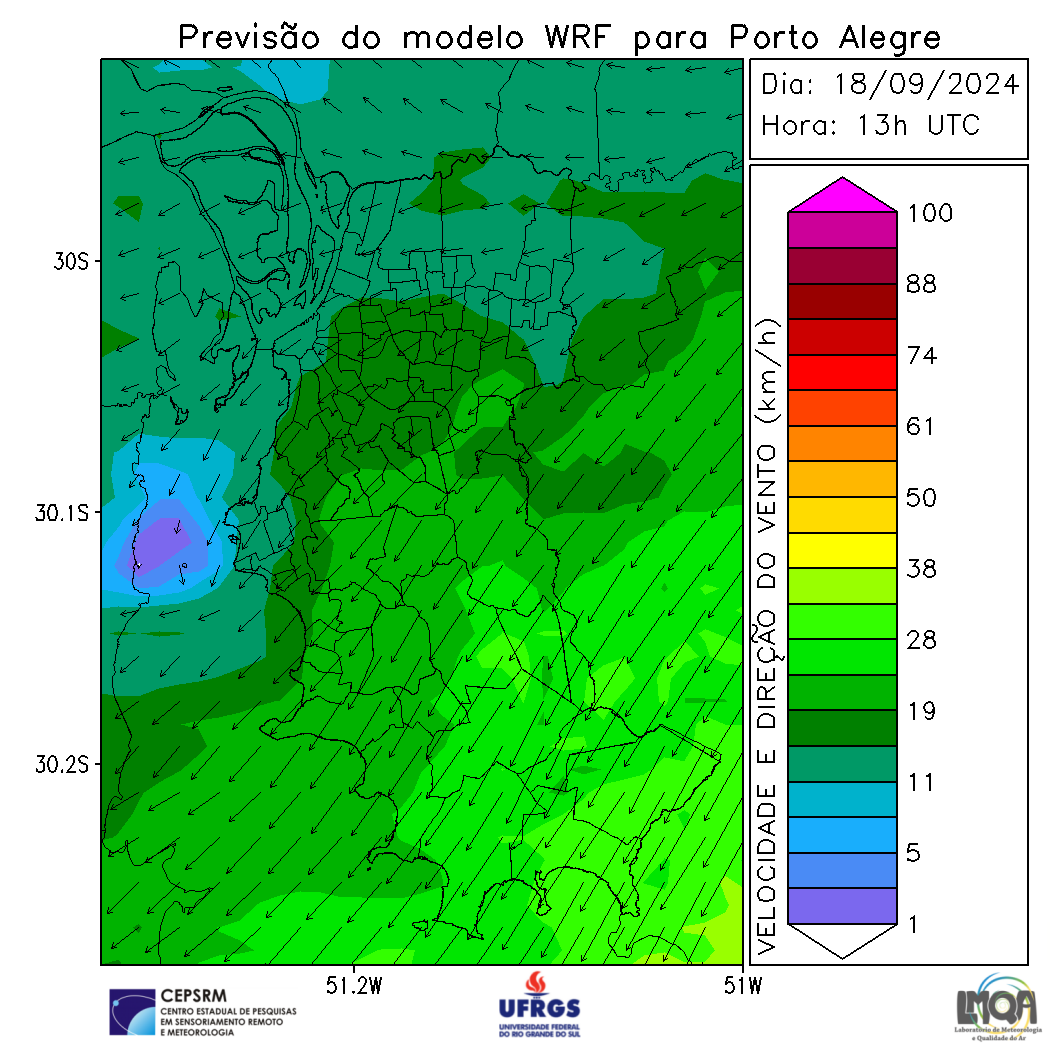 Previsão do modelo WRF para Porto Alegre
Dia: 18/09/2024
Hora: 13h UTC
30S
30.1S
30.2S
51.2W
51W
VELOCIDADE E DIREÇÃO DO VENTO (km/h)
100
88
74
61
50
38
28
19
11
5
1
CEPSRM
CENTRO ESTADUAL DE PESQUISAS
EM SENSORIAMENTO REMOTO
E METEOROLOGIA
UFRGS
UNIVERSIDADE FEDERAL
DO RIO GRANDE DO SUL
LMQA
Laboratório de Meteorologia
e Qualidade do Ar